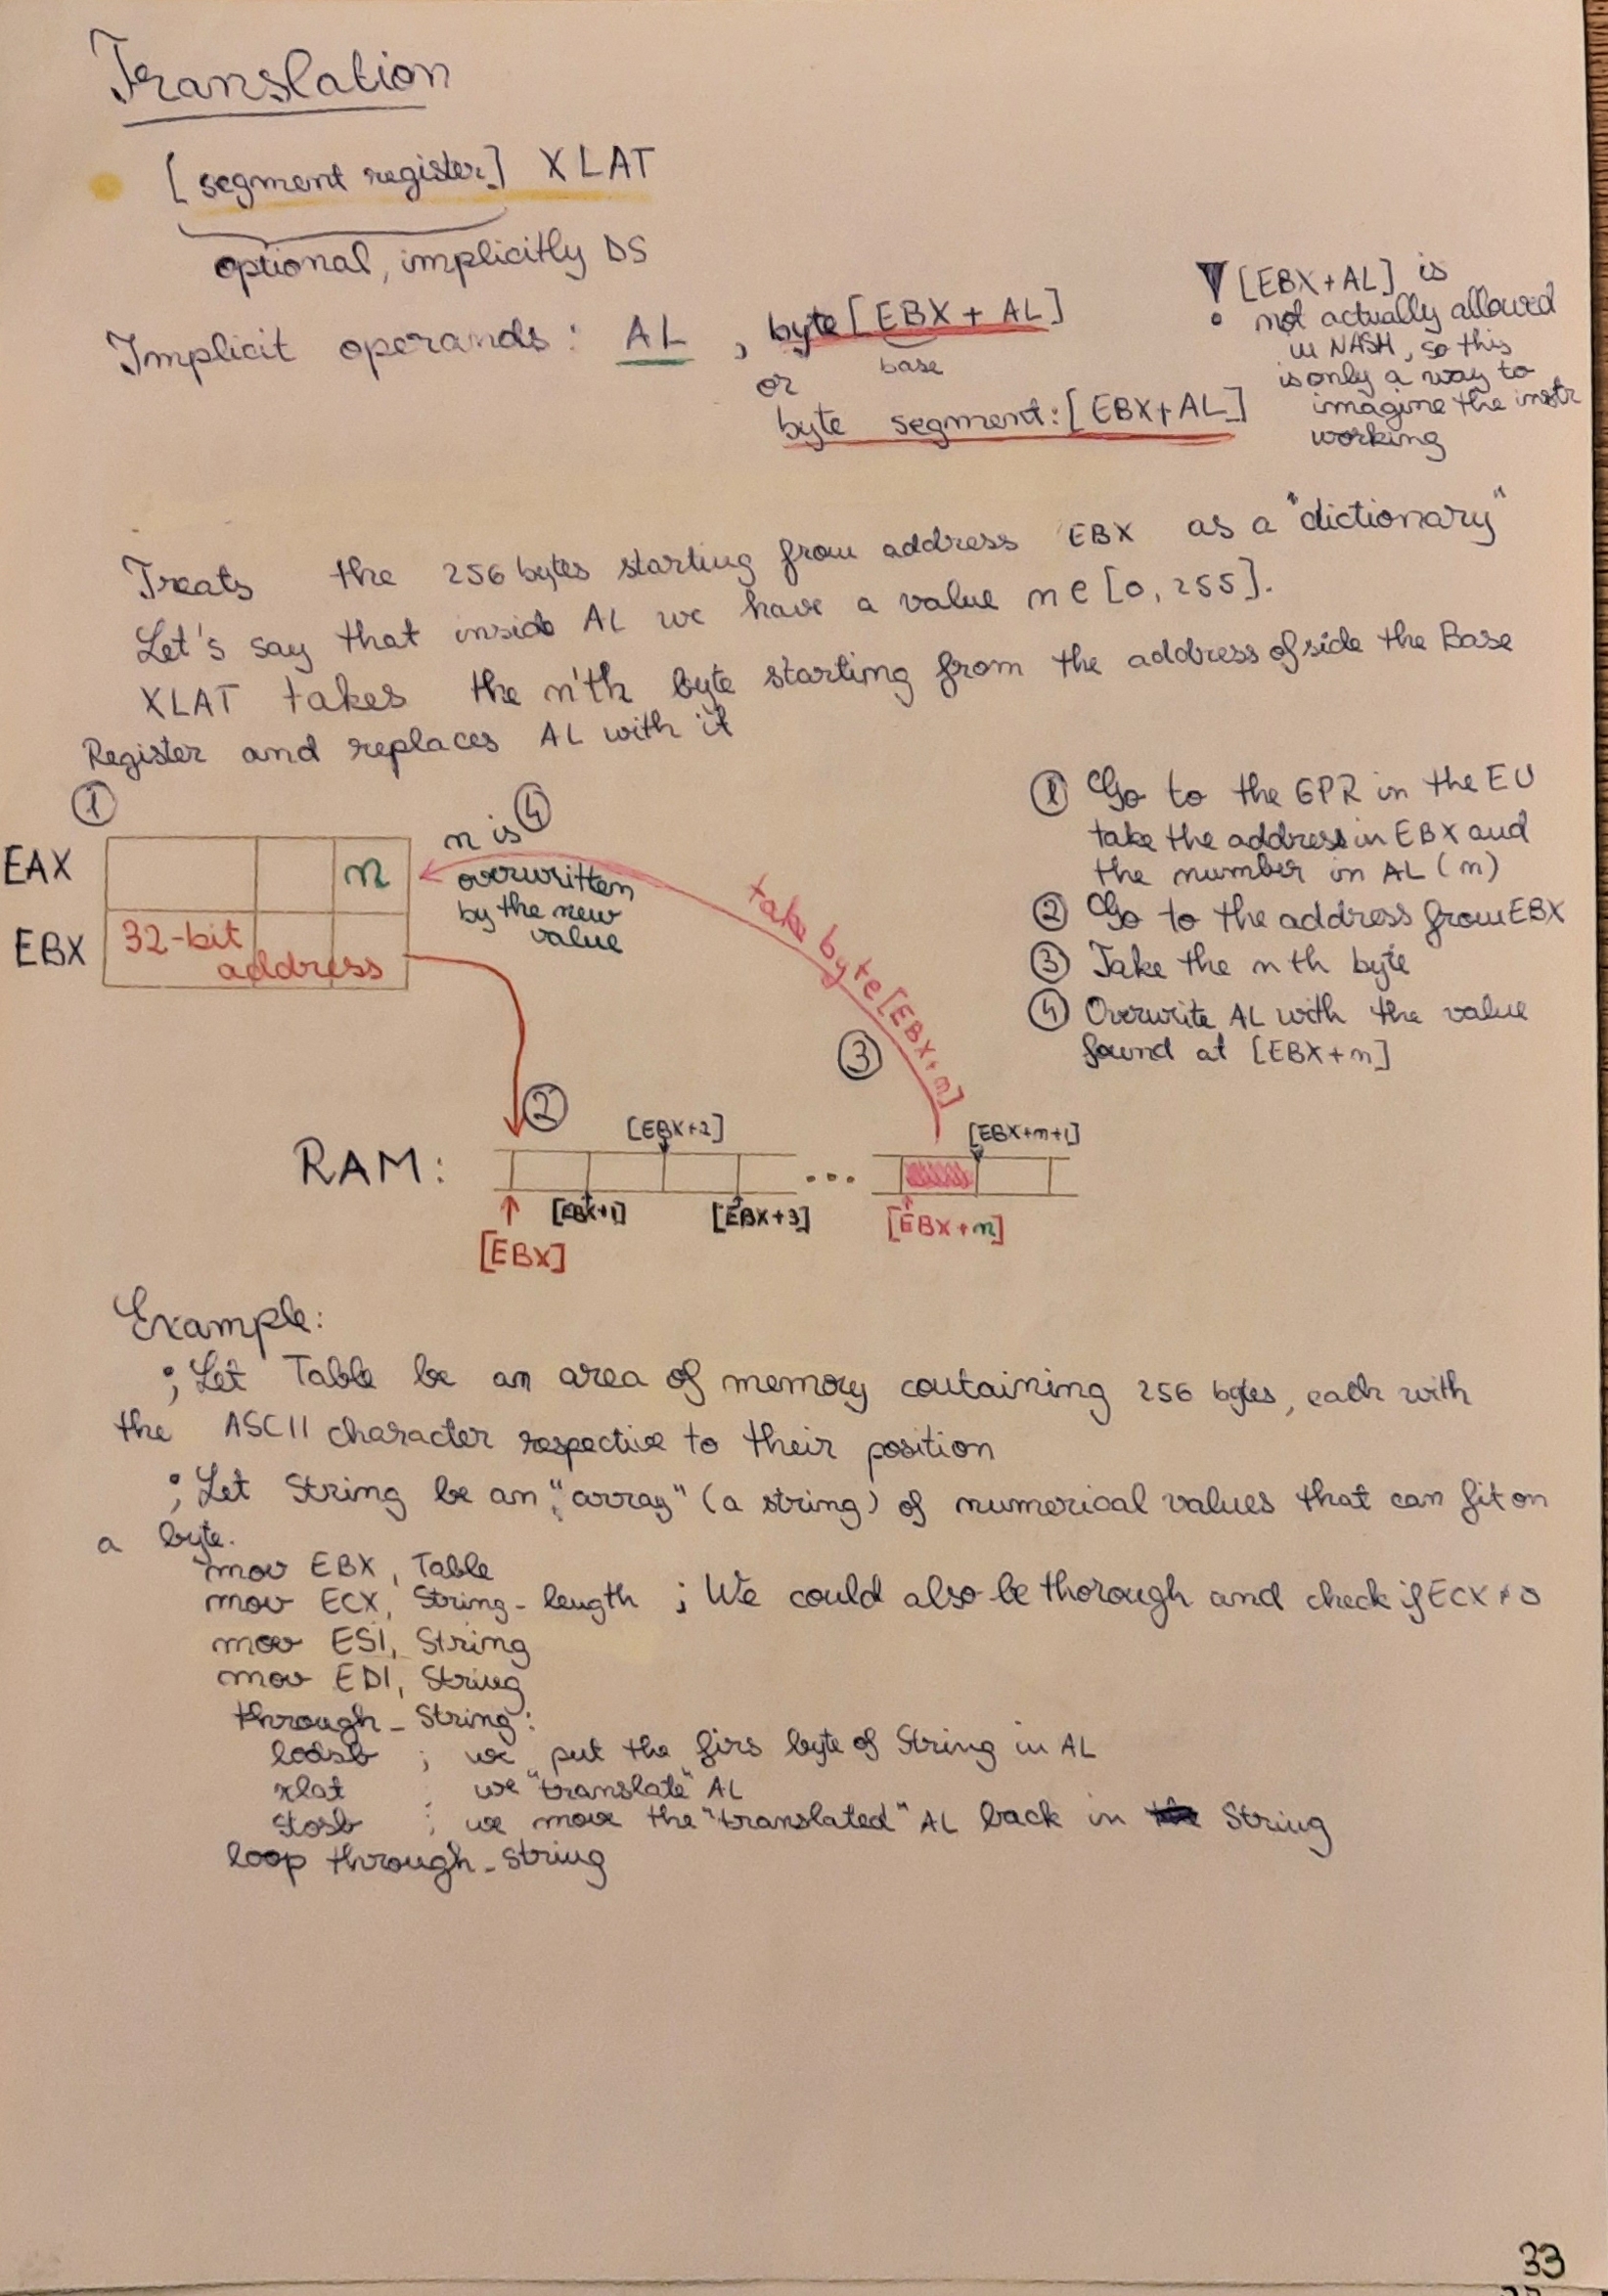 Translation
[segment register] XLAT
optional, implicitly DS
Implicit operands: AL , byte [EBX + AL]
base
or
byte segment:[EBX+AL]
! [EBX+AL] is
not actually allowed
in NASM, so this
is only a way to
imagine the instr
working
Treats the 256 bytes starting from address EBX as a "dictionary"
Let's say that inside AL we have a value n ∈ [0, 255].
XLAT takes the n'th byte starting from the address ofside the Base
Register and replaces AL with it
①
EAX n
EBX 32-bit
address
n is ④
overwritten
by the new
value
take byte [EBX+n]
③
① Go to the GPR in the EU
take the address in EBX and
the number in AL (n)
② Go to the address from EBX
③ Take the nth byte
④ Overwrite AL with the value
found at [EBX+n]
②
[EBX+2] [EBX+n+1]
RAM: ...
[EBX+1] [EBX+3] [EBX+n]
[EBX]
Example:
; Let Table be an area of memory containing 256 bytes, each with
the ASCII character respective to their position
; Let String be an "array" (a string) of numerical values that can fit on
a byte.
mov EBX, Table
mov ECX, String_length ; We could also be thorough and check if ECX ≠ 0
mov ESI, String
mov EDI, String
through_String:
lodsb ; we put the firs byte of String in AL
xlat ; we "translate" AL
stosb ; we move the "translated" AL back in String
loop through_string
33